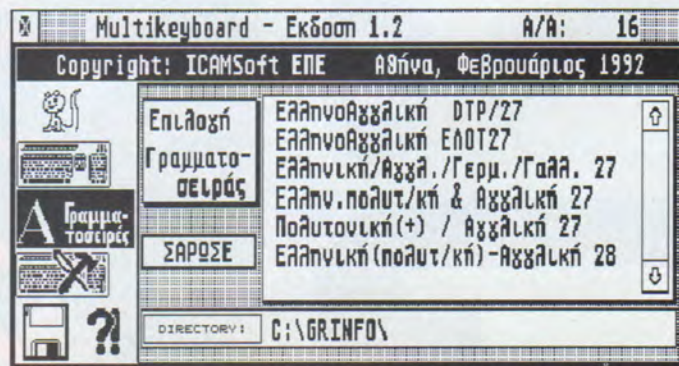 Multikeyboard - Εκδοση 1.2 A/A: 16
Copyright: ICAMSoft ΕΠΕ Αθήνα, Φεβρουάριος 1992
Επιλογή
Γραμματο-
σειράς
ΣΑΡΩΣΕ
Α Γραμμα-
τοσειρές
ΕλληνοΑγγλική DTP/27
ΕλληνοΑγγλική ΕΛΟΤ27
Ελληνική/Αγγλ./Γερμ./Γαλλ. 27
Ελλην.πολυτ/κή & Αγγλική 27
Πολυτονική(+) / Αγγλική 27
Ελληνική(πολυτ/κή)-Αγγλική 28
?!
DIRECTORY: C:\GRINFO\